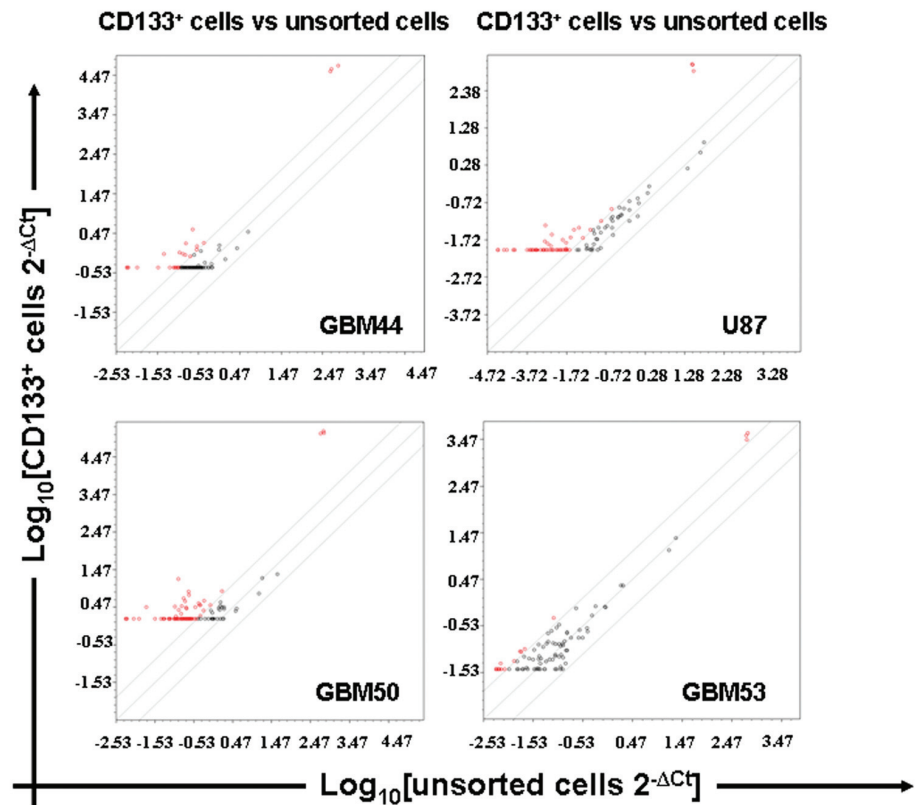 CD133⁺ cells vs unsorted cells
CD133⁺ cells vs unsorted cells
Log₁₀[CD133⁺ cells 2⁻ΔCt]
4.47
3.47
2.47
1.47
0.47
-0.53
-1.53
GBM44
-2.53 -1.53 -0.53 0.47 1.47 2.47 3.47 4.47
2.38
1.28
0.28
-0.72
-1.72
-2.72
-3.72
U87
-4.72 -3.72 -1.72 -0.72 0.28 1.28 2.28 3.28
4.47
3.47
2.47
1.47
0.47
-0.53
-1.53
GBM50
-2.53 -1.53 -0.53 0.47 1.47 2.47 3.47 4.47
3.47
2.47
1.47
0.47
-0.53
-1.53
GBM53
-2.53 -1.53 -0.53 0.47 1.47 2.47 3.47
Log₁₀[unsorted cells 2⁻ΔCt]